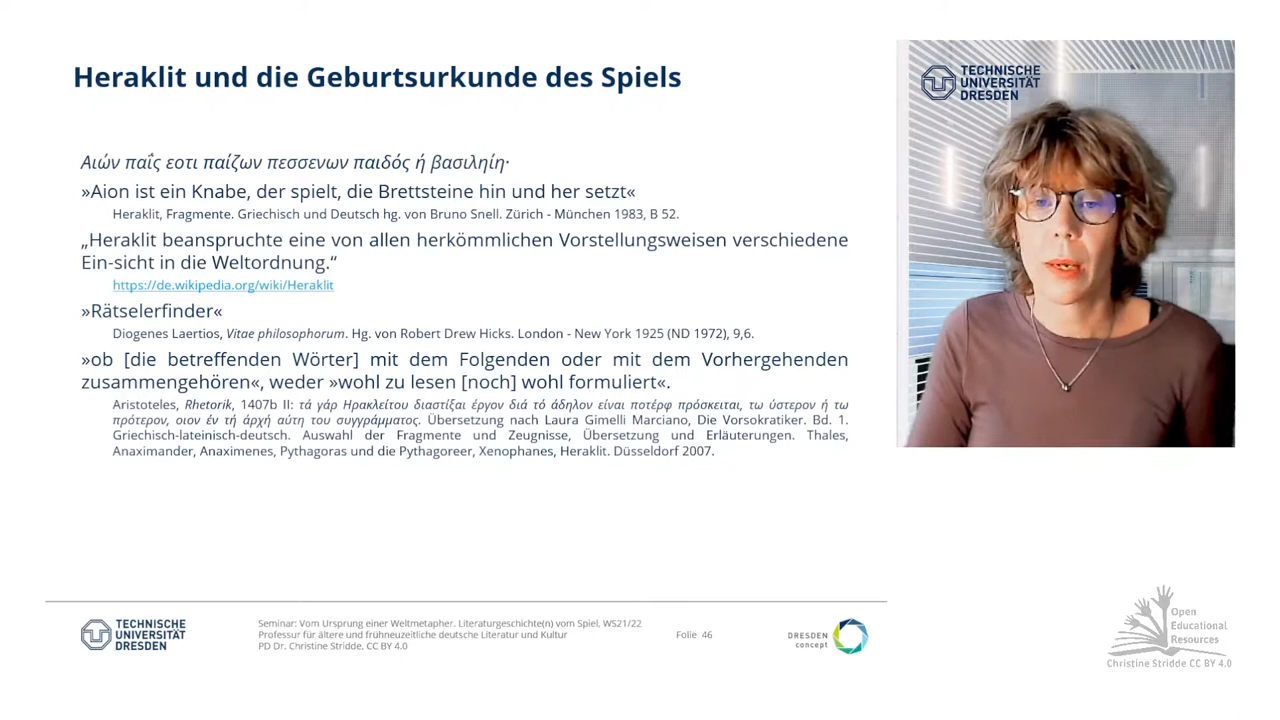 Heraklit und die Geburtsurkunde des Spiels
TECHNISCHE
UNIVERSITÄT
DRESDEN
Αιών παΐς εοτι παίζων πεσσενων παιδός ή βασιληίη·
»Aion ist ein Knabe, der spielt, die Brettsteine hin und her setzt«
Heraklit, Fragmente. Griechisch und Deutsch hg. von Bruno Snell. Zürich - München 1983, B 52.
„Heraklit beanspruchte eine von allen herkömmlichen Vorstellungsweisen verschiedene
Ein-sicht in die Weltordnung.“
https://de.wikipedia.org/wiki/Heraklit
»Rätselerfinder«
Diogenes Laertios, Vitae philosophorum. Hg. von Robert Drew Hicks. London - New York 1925 (ND 1972), 9,6.
»ob [die betreffenden Wörter] mit dem Folgenden oder mit dem Vorhergehenden
zusammengehören«, weder »wohl zu lesen [noch] wohl formuliert«.
Aristoteles, Rhetorik, 1407b II: τά γάρ Ηρακλείτου διαστίξαι έργον διά τό άδηλον είναι ποτέρφ πρόσκειται, τω ύστερον ή τω
πρότερον, οιον έν τή άρχή αύτη του συγγράμματος. Übersetzung nach Laura Gimelli Marciano, Die Vorsokratiker. Bd. 1.
Griechisch-lateinisch-deutsch. Auswahl der Fragmente und Zeugnisse, Übersetzung und Erläuterungen. Thales,
Anaximander, Anaximenes, Pythagoras und die Pythagoreer, Xenophanes, Heraklit. Düsseldorf 2007.
TECHNISCHE
UNIVERSITÄT
DRESDEN
Seminar: Vom Ursprung einer Weltmetapher. Literaturgeschichte(n) vom Spiel, WS21/22
Professur für ältere und frühneuzeitliche deutsche Literatur und Kultur
PD Dr. Christine Stridde, CC BY 4.0
Folie 46
DRESDEN
concept
Open
Educational
Resources
Christine Stridde CC BY 4.0